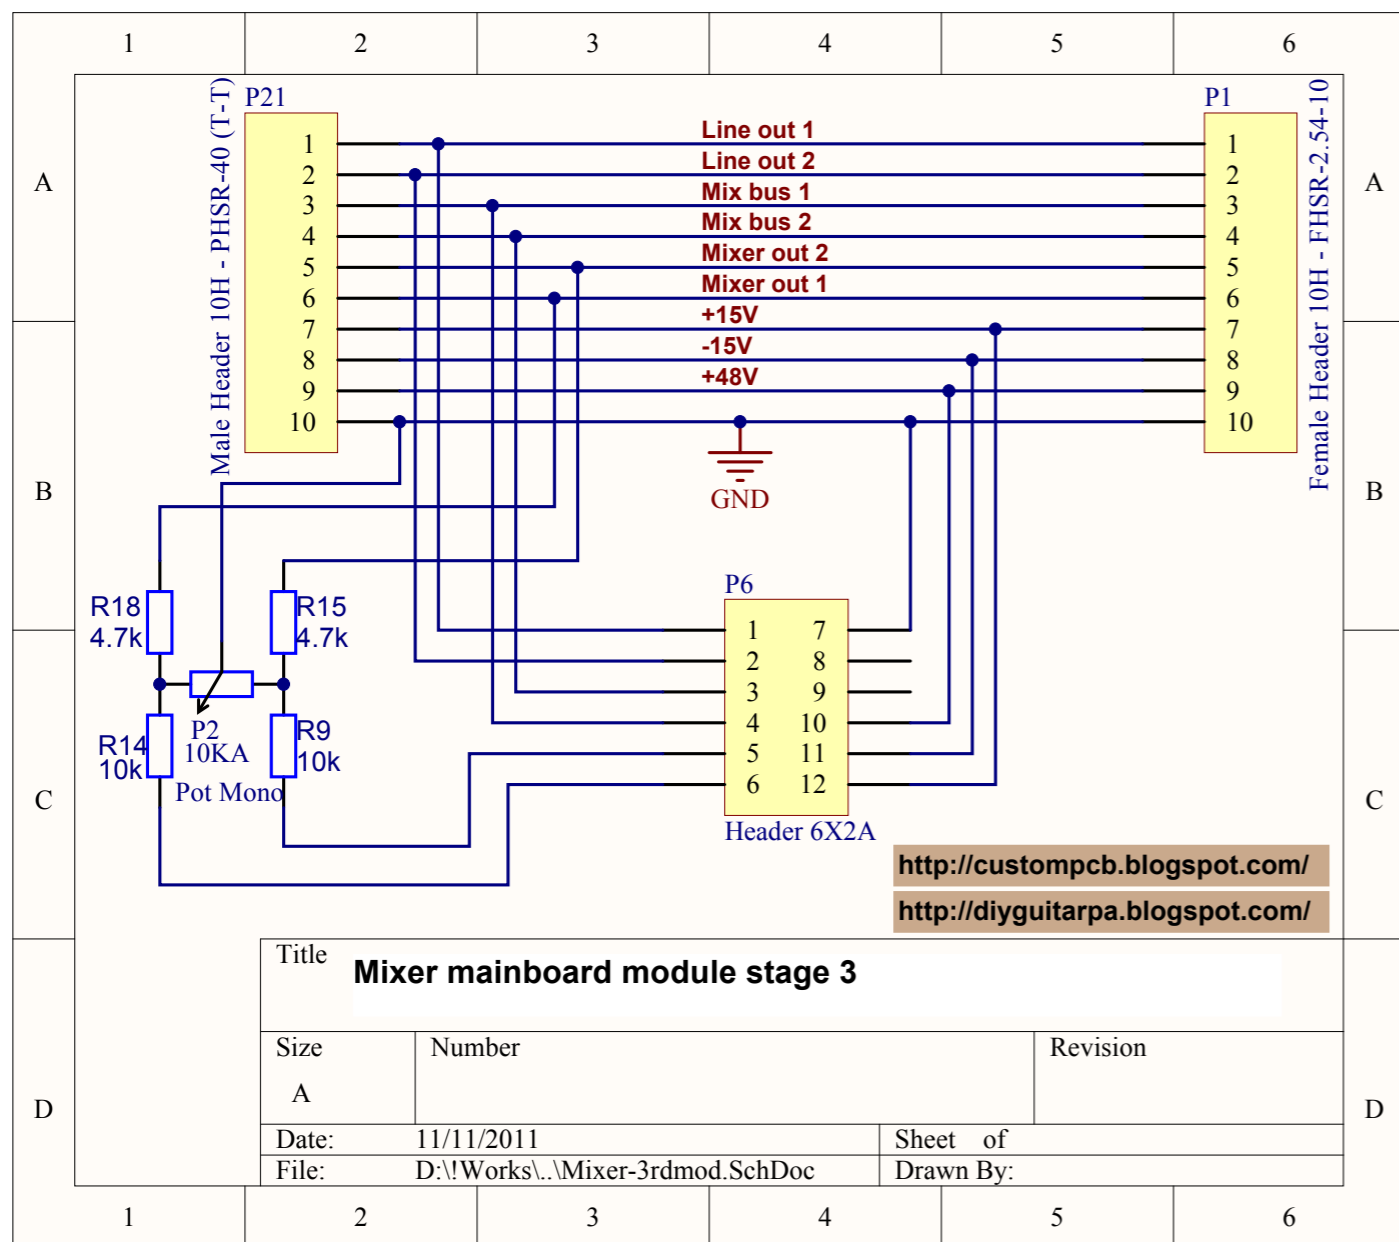 1 2 3 4 5 6
A A
B B
C C
D D
P21
Male Header 10H - PHSR-40 (T-T)
1
2
3
4
5
6
7
8
9
10
Line out 1
Line out 2
Mix bus 1
Mix bus 2
Mixer out 2
Mixer out 1
+15V
-15V
+48V
GND
P1
1
2
3
4
5
6
7
8
9
10
Female Header 10H - FHSR-2.54-10
R18
4.7k
R15
4.7k
P2
10KA
Pot Mono
R14
10k
R9
10k
P6
1 7
2 8
3 9
4 10
5 11
6 12
Header 6X2A
http://custompcb.blogspot.com/
http://diyguitarpa.blogspot.com/
Title
Mixer mainboard module stage 3
Size
A
Number
Revision
Date: 11/11/2011
Sheet of
File: D:\!Works\..\Mixer-3rdmod.SchDoc
Drawn By:
1 2 3 4 5 6